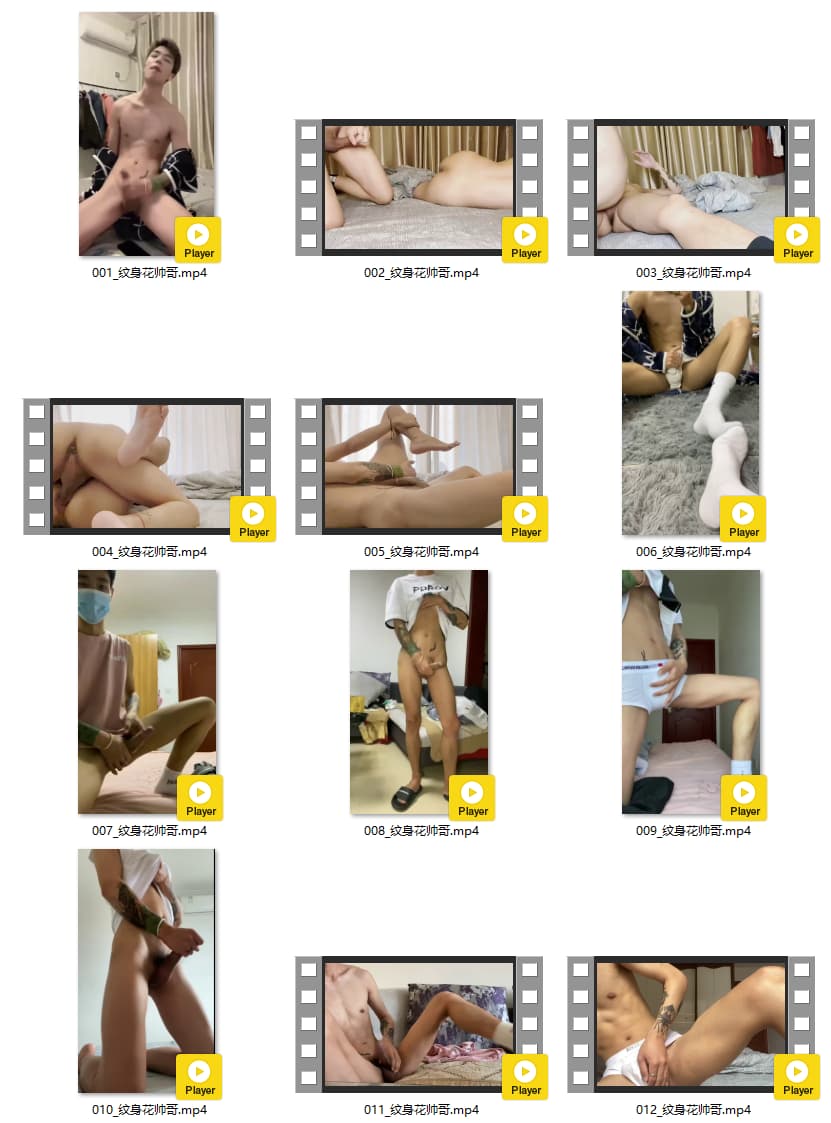 Player
001_纹身花帅哥.mp4
Player
002_纹身花帅哥.mp4
Player
003_纹身花帅哥.mp4
Player
004_纹身花帅哥.mp4
Player
005_纹身花帅哥.mp4
Player
006_纹身花帅哥.mp4
Player
007_纹身花帅哥.mp4
Player
008_纹身花帅哥.mp4
Player
009_纹身花帅哥.mp4
Player
010_纹身花帅哥.mp4
Player
011_纹身花帅哥.mp4
Player
012_纹身花帅哥.mp4